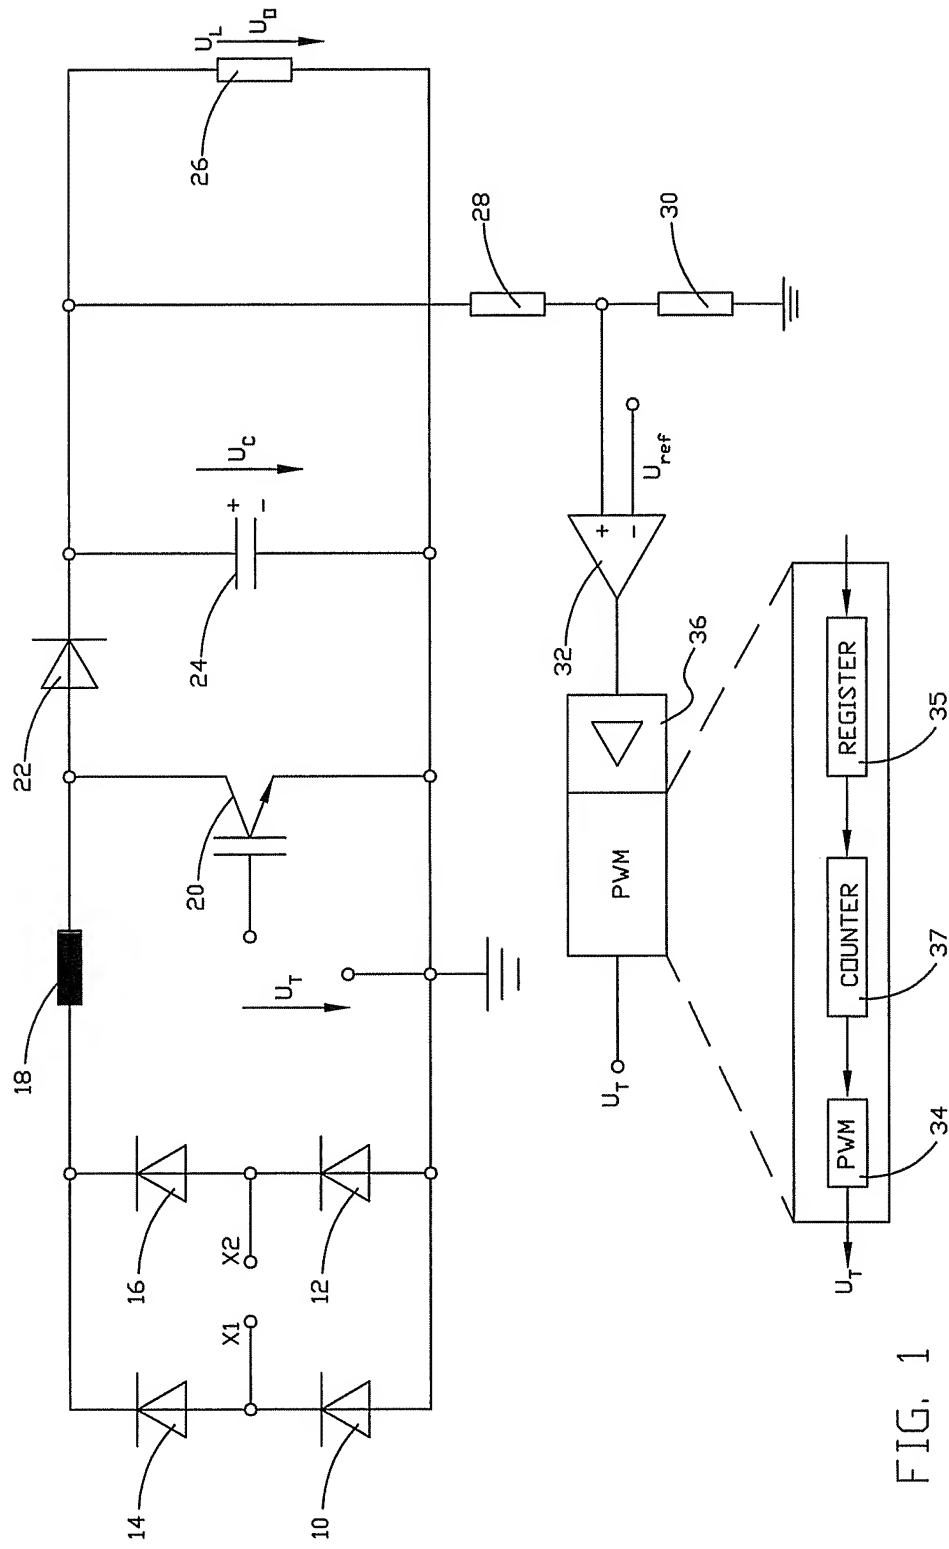 18
22
U_L
U_O
26
U_C
+
-
24
20
U_T
16
X2
12
14
X1
10
28
30
U_ref
+
-
32
36
PWM
U_T
REGISTER
35
COUNTER
37
PWM
34
U_T
FIG. 1